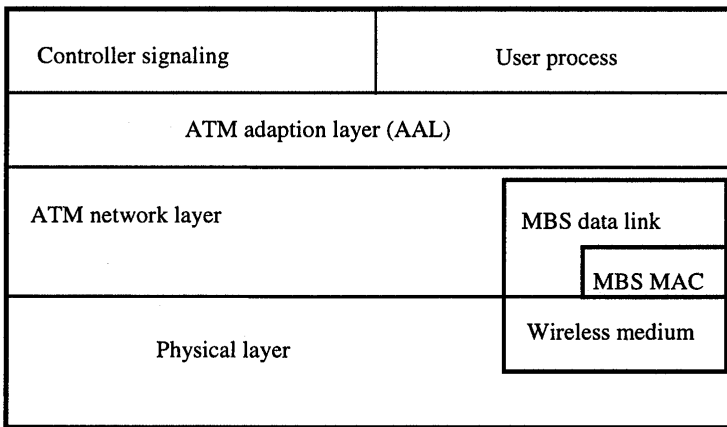 Controller signaling
User process
ATM adaption layer (AAL)
ATM network layer
MBS data link
MBS MAC
Wireless medium
Physical layer